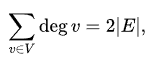 ∑_{v∈V} deg v = 2|E|,